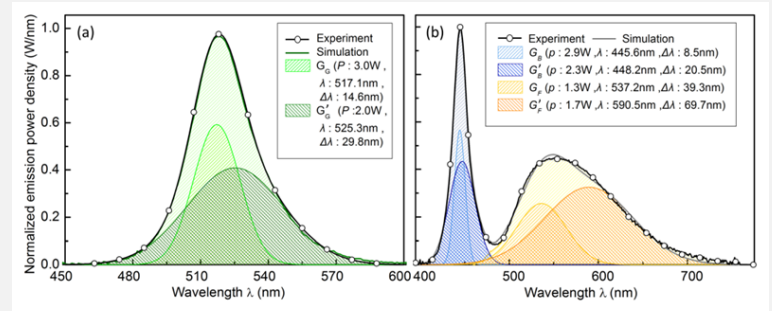 (a)
Experiment
Simulation
G_G (P : 3.0W ,
λ : 517.1nm ,
Δλ : 14.6nm)
G'_G (P :2.0W ,
λ : 525.3nm ,
Δλ : 29.8nm)
Normalized emission power density (W/nm)
1.0
0.8
0.6
0.4
0.2
0.0
450 480 510 540 570 600
Wavelength λ (nm)
(b)
Experiment Simulation
G_B (p : 2.9W ,λ : 445.6nm ,Δλ : 8.5nm)
G'_B (p : 2.3W ,λ : 448.2nm ,Δλ : 20.5nm)
G_F (p : 1.3W ,λ : 537.2nm ,Δλ : 39.3nm)
G'_F (p : 1.7W ,λ : 590.5nm ,Δλ : 69.7nm)
400 500 600 700
Wavelength λ (nm)